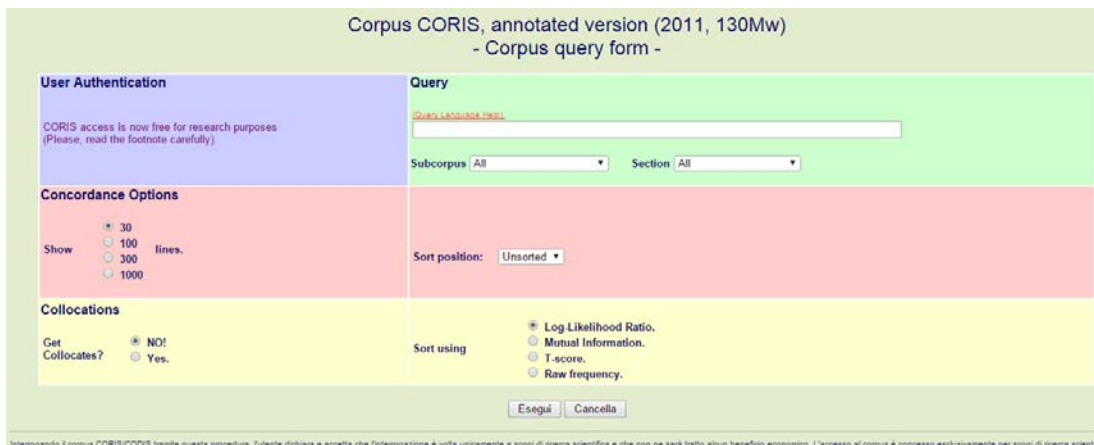 Corpus CORIS, annotated version (2011, 130Mw)
- Corpus query form -
User Authentication
Query
CORIS access is now free for research purposes
(Please, read the footnote carefully).
(Query Language Help)
Subcorpus All Section All
Concordance Options
Show
30
100
300
1000
lines.
Sort position: Unsorted
Collocations
Get Collocates?
NO!
Yes.
Sort using
Log-Likelihood Ratio.
Mutual Information.
T-score.
Raw frequency.
Esegui Cancella
Interrogando il corpus CORIS/CODIS tramite questa procedura, l'utente dichiara e accetta che l'interrogazione è volta unicamente a scopi di ricerca scientifica e che non ne sarà tratto alcun beneficio economico. L'accesso al corpus è concesso esclusivamente per scopi di ricerca scient